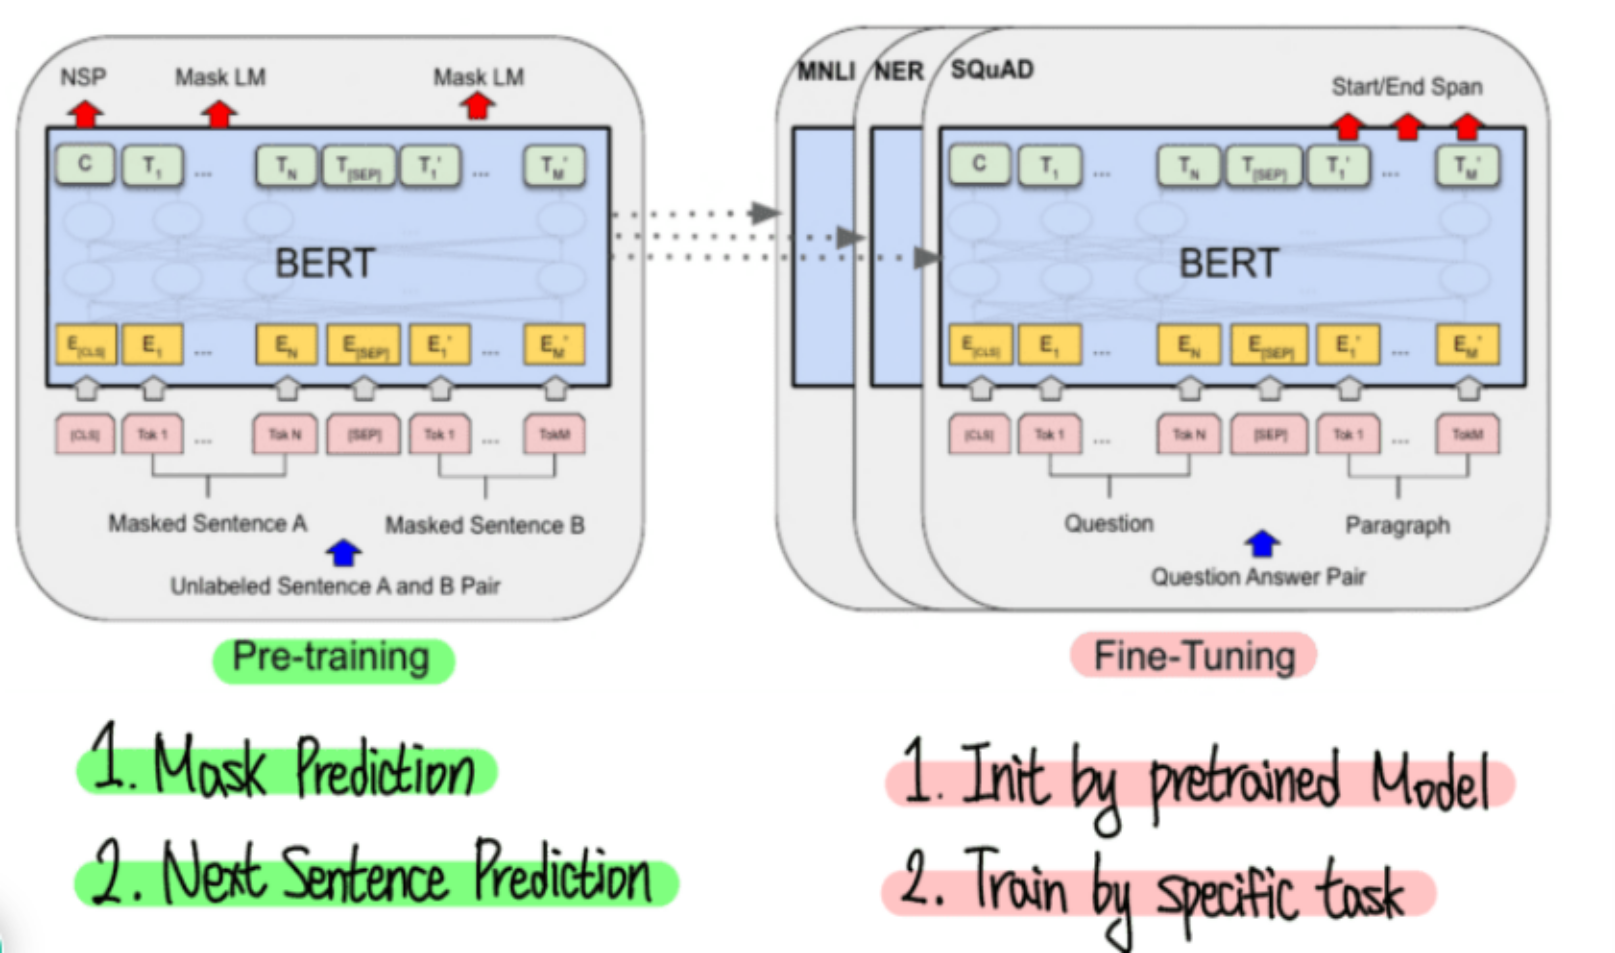 NSP Mask LM Mask LM
C T1 ... TN T[SEP] T1' ... TM'
BERT
E[CLS] E1 ... EN E[SEP] E1' ... EM'
[CLS] Tok 1 ... Tok N [SEP] Tok 1 ... TokM
Masked Sentence A Masked Sentence B
Unlabeled Sentence A and B Pair
Pre-training
1. Mask Prediction
2. Next Sentence Prediction
MNLI NER SQuAD
Start/End Span
C T1 ... TN T[SEP] T1' ... TM'
BERT
E[CLS] E1 ... EN E[SEP] E1' ... EM'
[CLS] Tok 1 ... Tok N [SEP] Tok 1 ... TokM
Question Paragraph
Question Answer Pair
Fine-Tuning
1. Init by pretrained Model
2. Train by specific task